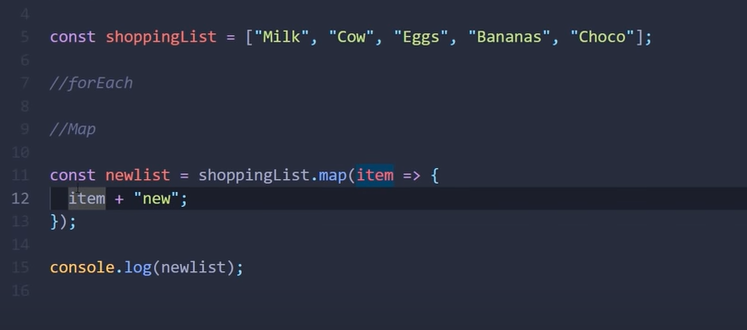 4
5 const shoppingList = ["Milk", "Cow", "Eggs", "Bananas", "Choco"];
6
7 //forEach
8
9 //Map
10
11 const newlist = shoppingList.map(item => {
12   item + "new";
13 });
14
15 console.log(newlist);
16